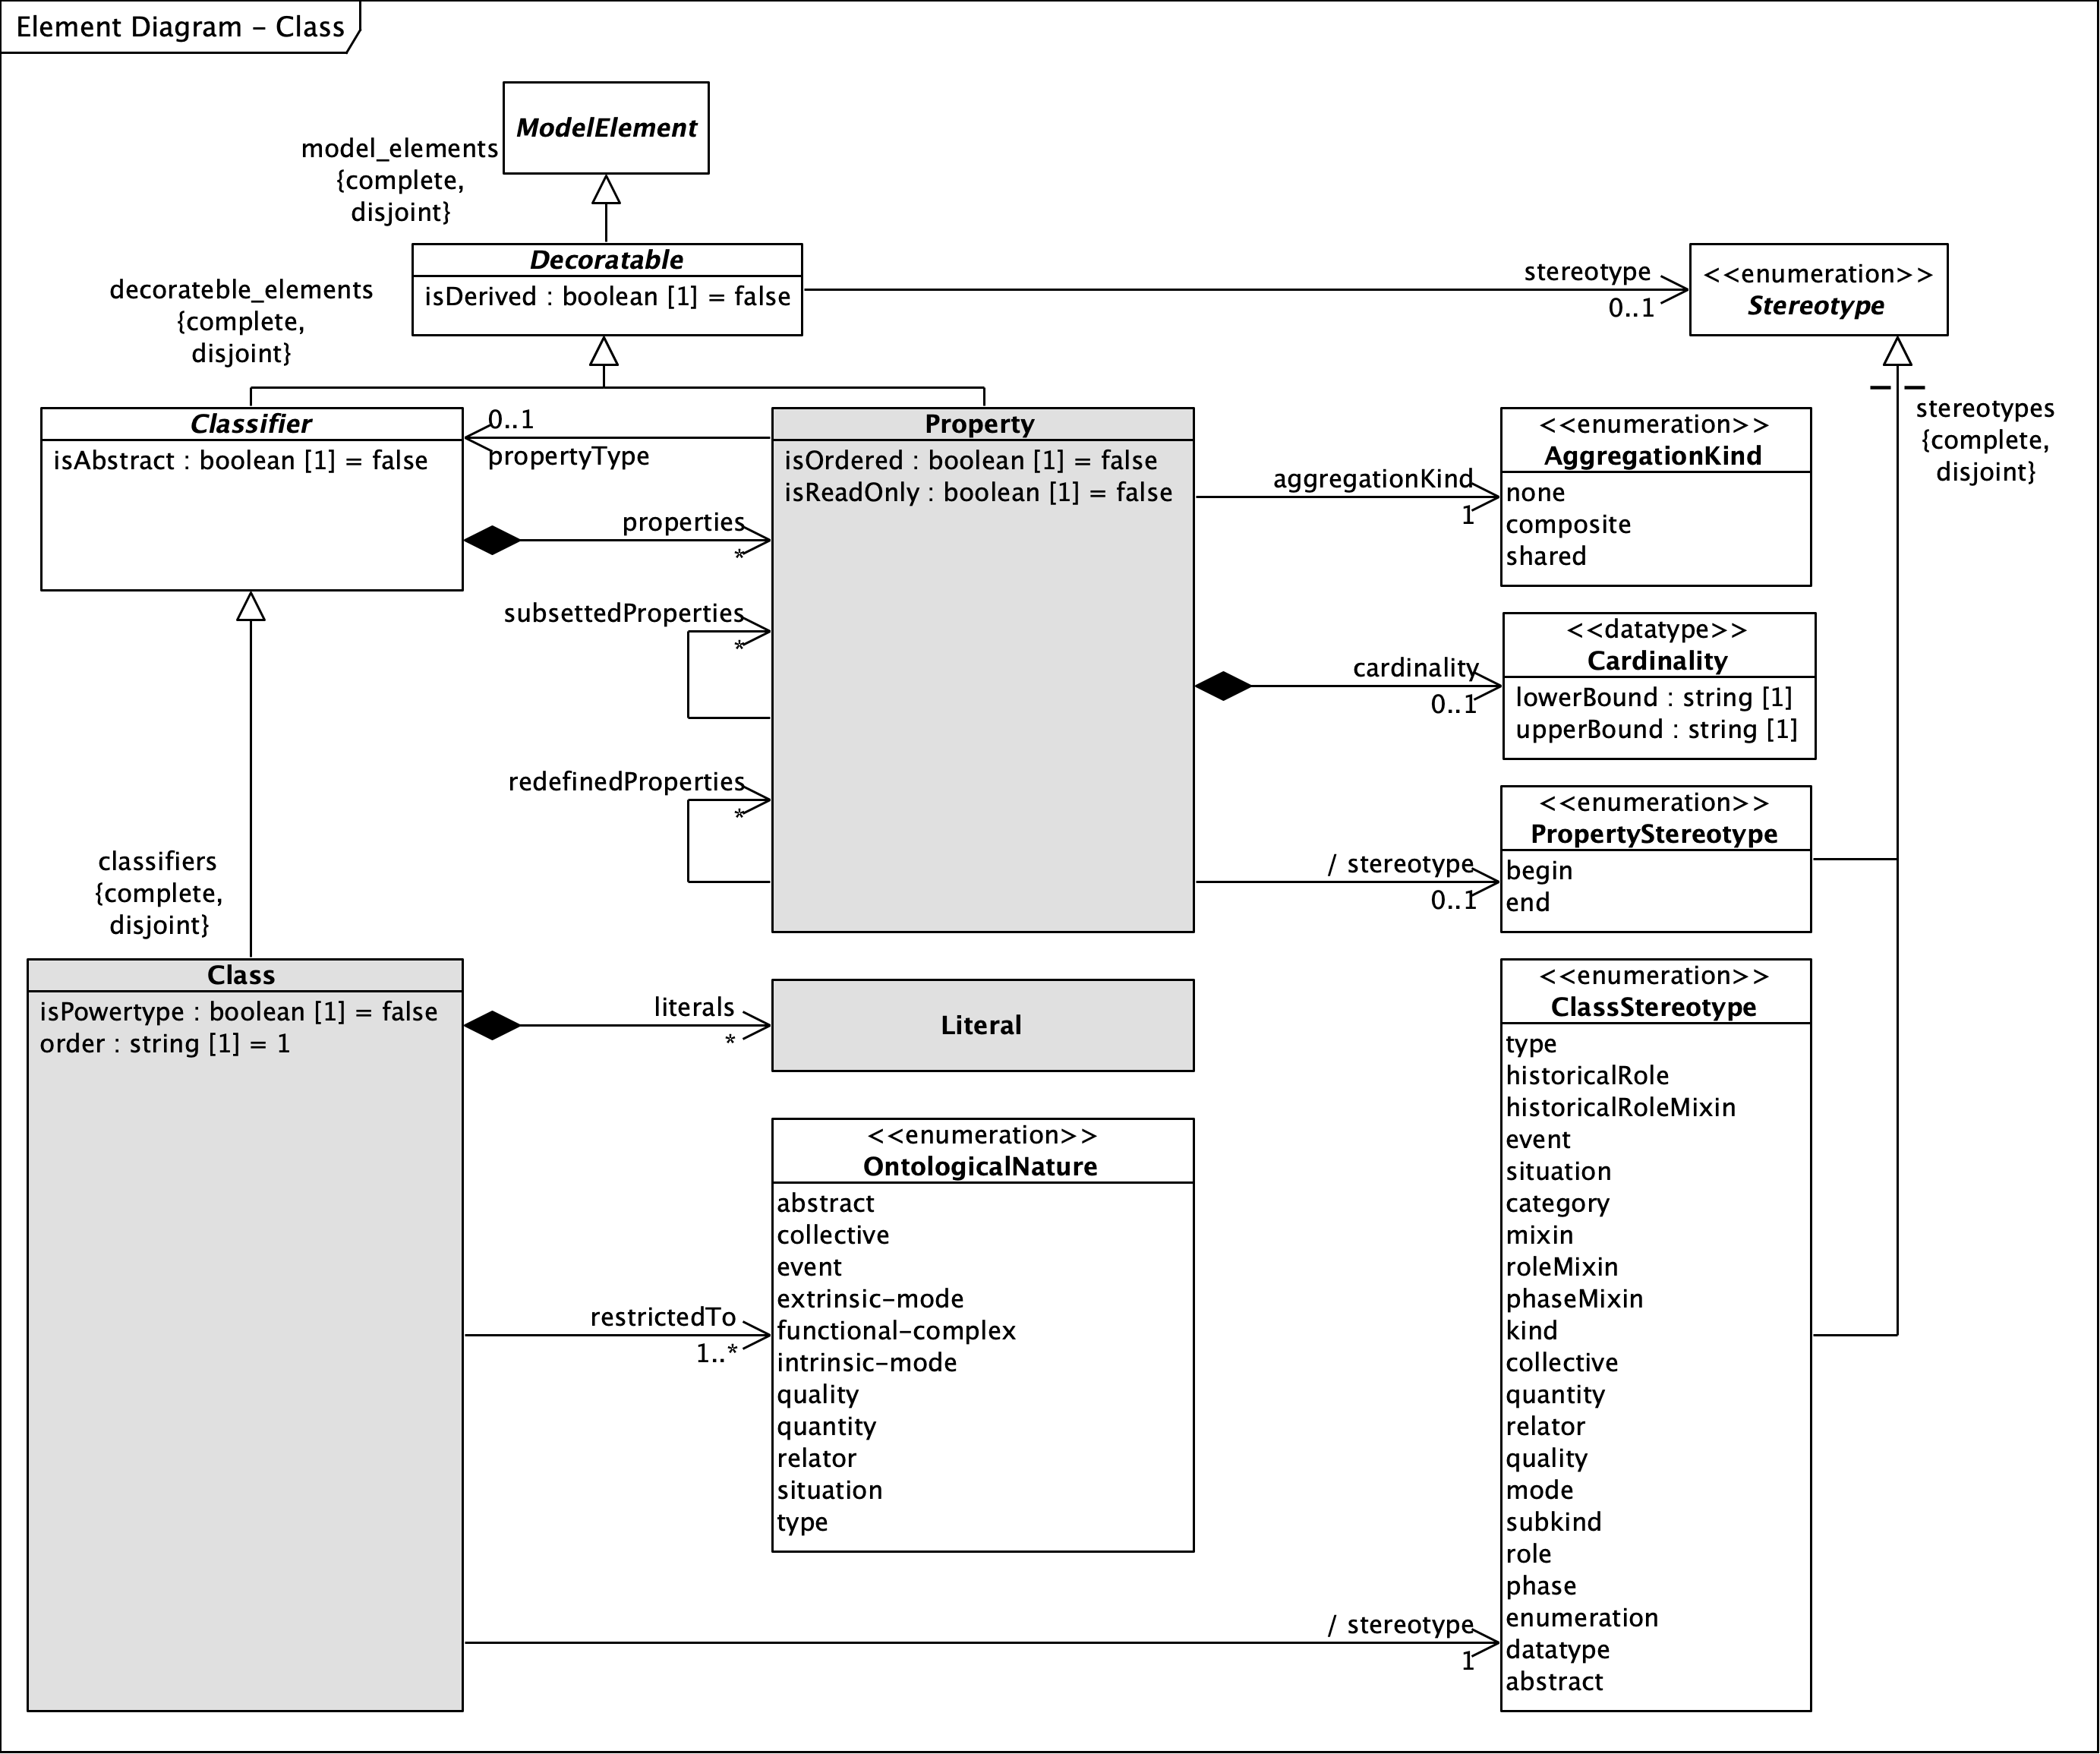 Element Diagram – Class
ModelElement
model_elements
{complete,
disjoint}
Decoratable
isDerived : boolean [1] = false
stereotype
0..1
<<enumeration>>
Stereotype
decorateble_elements
{complete,
disjoint}
Classifier
isAbstract : boolean [1] = false
0..1
propertyType
properties
*
subsettedProperties
*
redefinedProperties
*
Property
isOrdered : boolean [1] = false
isReadOnly : boolean [1] = false
aggregationKind
1
<<enumeration>>
AggregationKind
none
composite
shared
stereotypes
{complete,
disjoint}
cardinality
0..1
<<datatype>>
Cardinality
lowerBound : string [1]
upperBound : string [1]
/ stereotype
0..1
<<enumeration>>
PropertyStereotype
begin
end
classifiers
{complete,
disjoint}
Class
isPowertype : boolean [1] = false
order : string [1] = 1
literals
*
Literal
restrictedTo
1..*
<<enumeration>>
OntologicalNature
abstract
collective
event
extrinsic-mode
functional-complex
intrinsic-mode
quality
quantity
relator
situation
type
/ stereotype
1
<<enumeration>>
ClassStereotype
type
historicalRole
historicalRoleMixin
event
situation
category
mixin
roleMixin
phaseMixin
kind
collective
quantity
relator
quality
mode
subkind
role
phase
enumeration
datatype
abstract